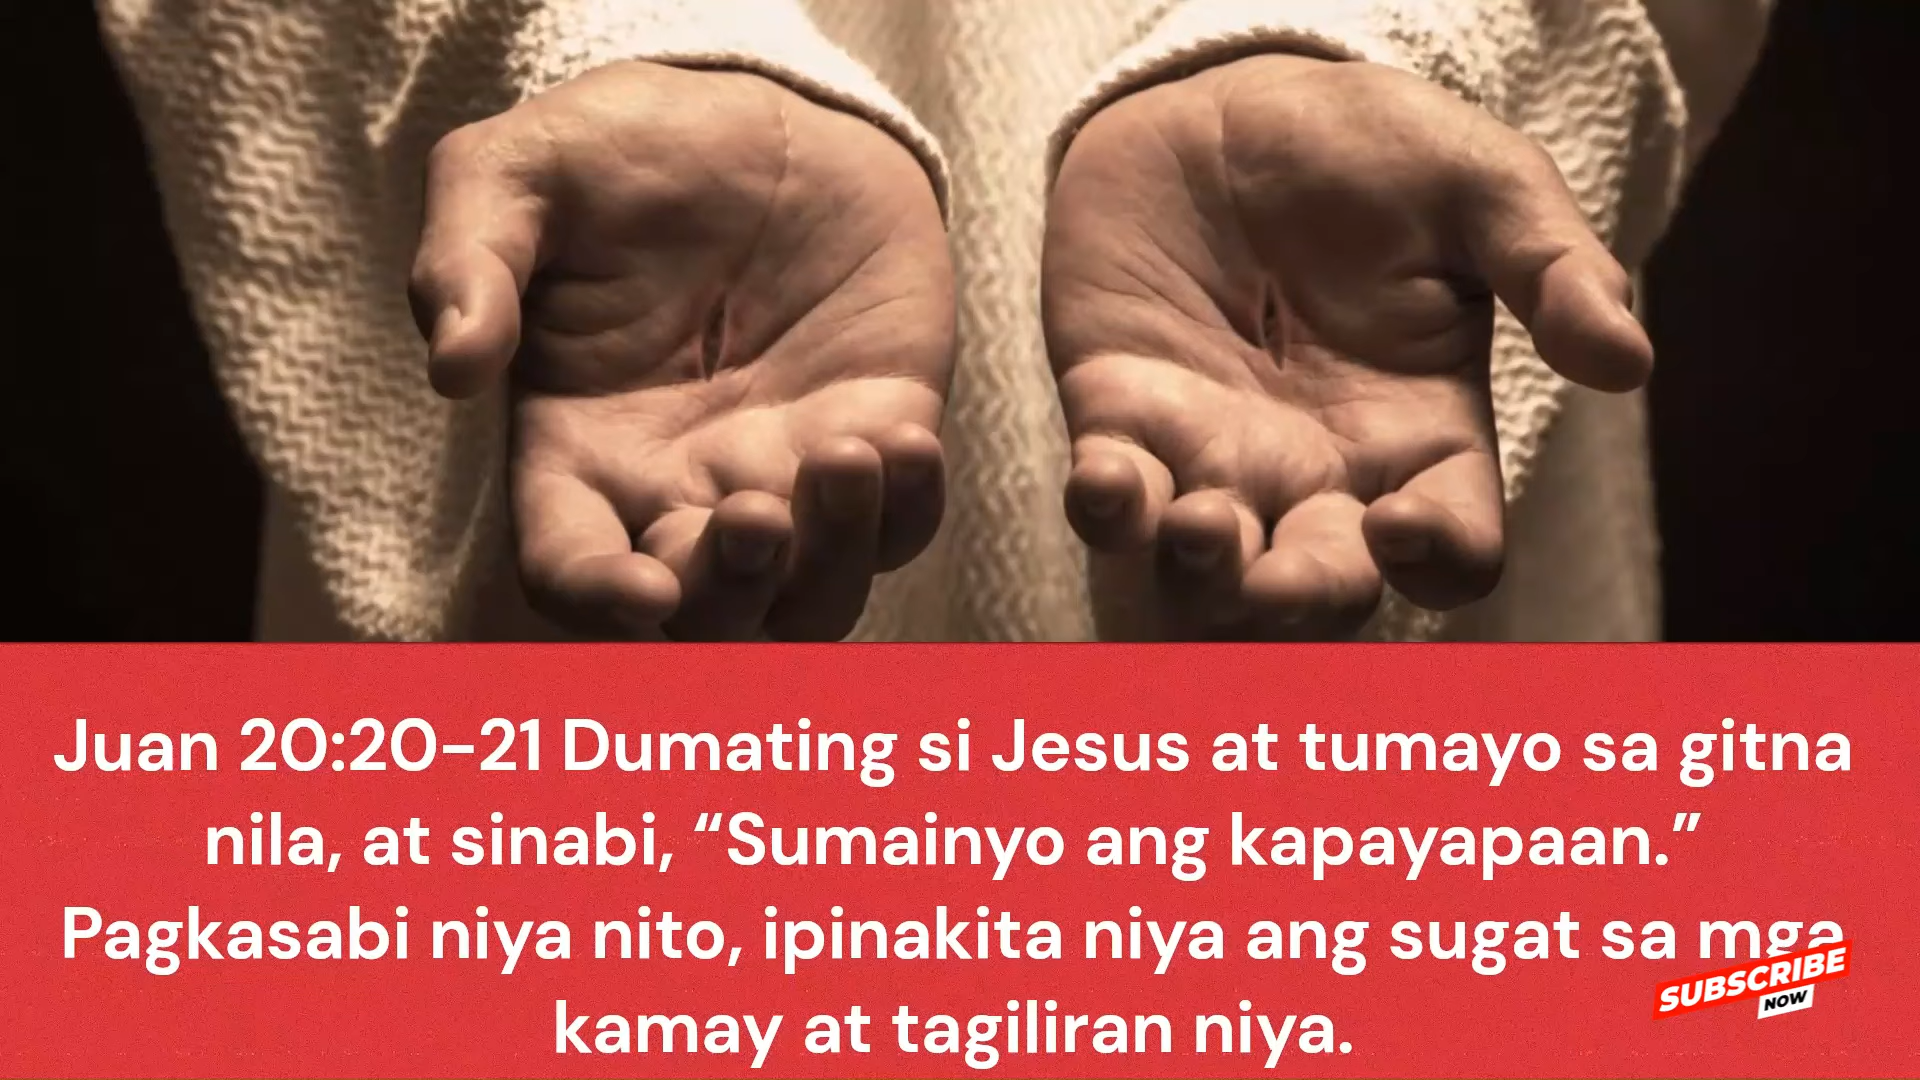 Juan 20:20-21 Dumating si Jesus at tumayo sa gitna
nila, at sinabi, “Sumainyo ang kapayapaan.”
Pagkasabi niya nito, ipinakita niya ang sugat sa mga
kamay at tagiliran niya.
SUBSCRIBE
NOW